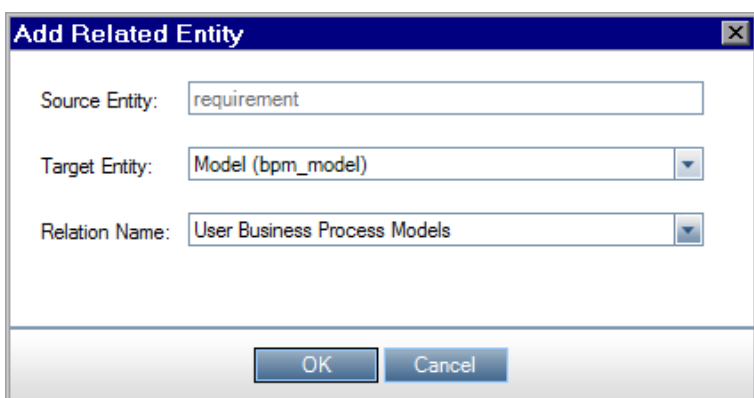 Add Related Entity
Source Entity: requirement
Target Entity: Model (bpm_model)
Relation Name: User Business Process Models
OK Cancel